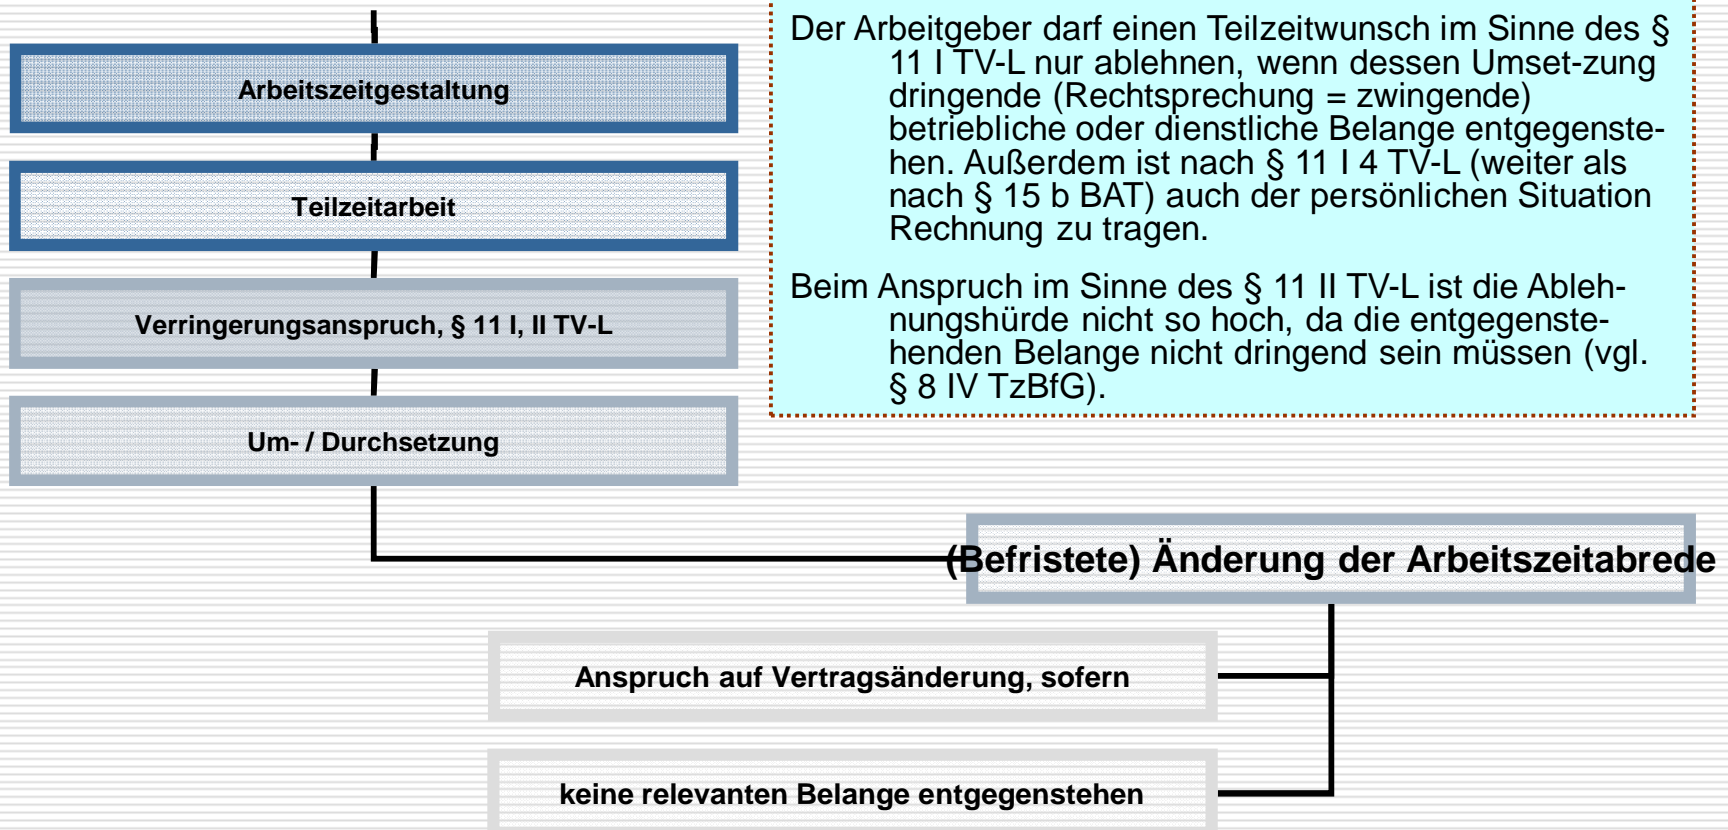 Arbeitszeitgestaltung
Teilzeitarbeit
Verringerungsanspruch, § 11 I, II TV-L
Um- / Durchsetzung
Der Arbeitgeber darf einen Teilzeitwunsch im Sinne des §
11 I TV-L nur ablehnen, wenn dessen Umset-zung
dringende (Rechtsprechung = zwingende)
betriebliche oder dienstliche Belange entgegenste-
hen. Außerdem ist nach § 11 I 4 TV-L (weiter als
nach § 15 b BAT) auch der persönlichen Situation
Rechnung zu tragen.
Beim Anspruch im Sinne des § 11 II TV-L ist die Ableh-
nungshürde nicht so hoch, da die entgegenste-
henden Belange nicht dringend sein müssen (vgl.
§ 8 IV TzBfG).
(Befristete) Änderung der Arbeitszeitabrede
Anspruch auf Vertragsänderung, sofern
keine relevanten Belange entgegenstehen